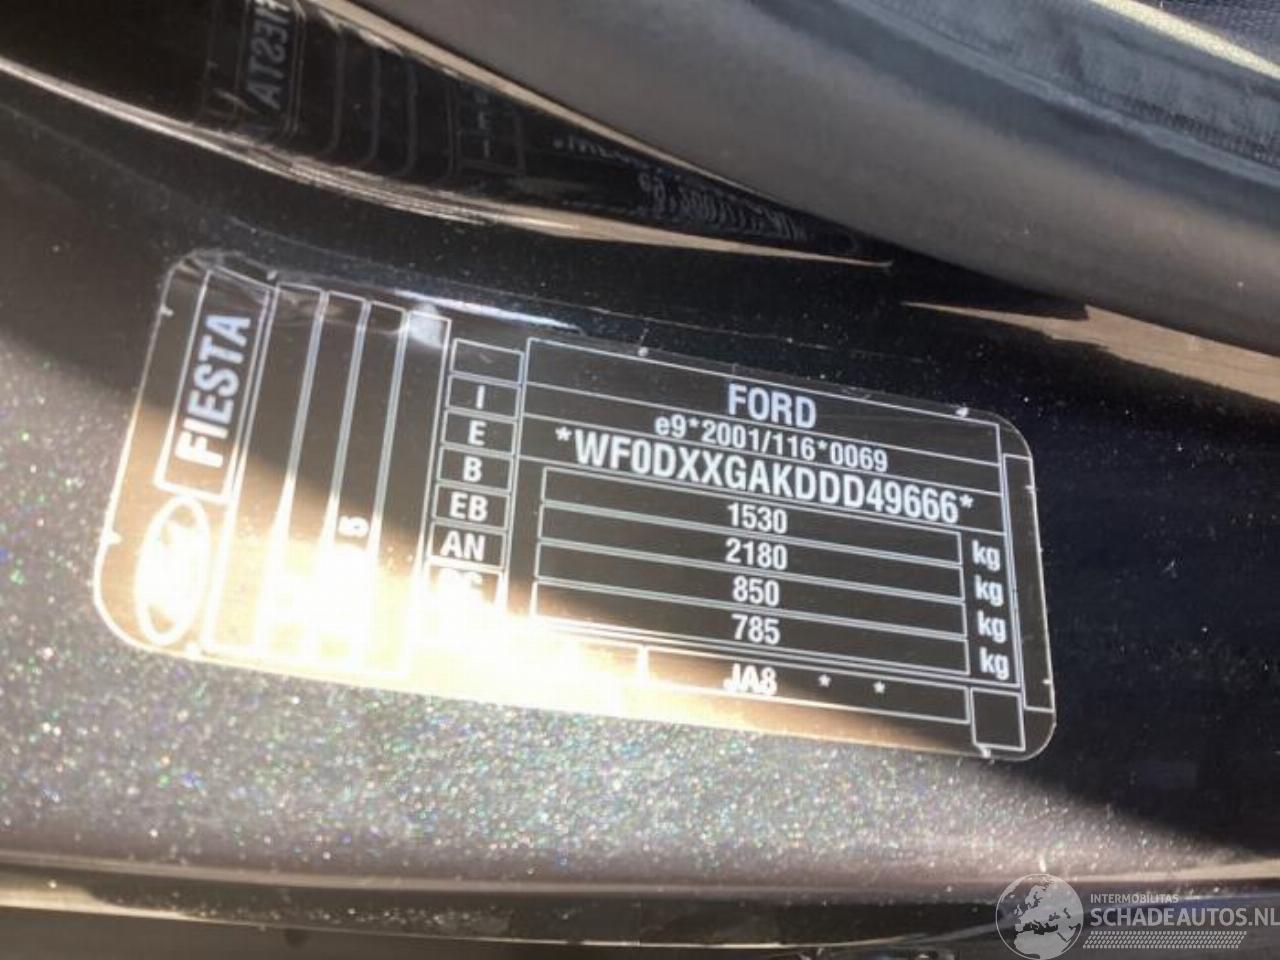 FIESTA
5
I
E
B
EB
AN
FORD
e9*2001/116*0069
*WF0DXXGAKDDD49666*
1530 kg
2180 kg
850 kg
785 kg
JA8 * *
INTERMOBILITAS
SCHADEAUTOS.NL